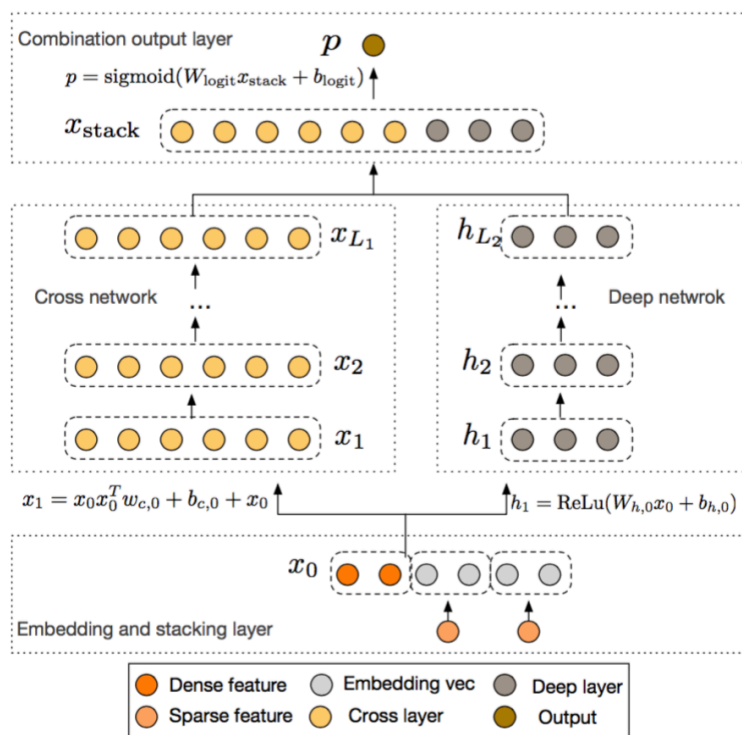 Combination output layer
p
p = sigmoid(W_logit x_stack + b_logit)
x_stack
x_{L_1}
h_{L_2}
Cross network
...
...
Deep netwrok
x_2
h_2
x_1
h_1
x_1 = x_0 x_0^T w_{c,0} + b_{c,0} + x_0
h_1 = ReLu(W_{h,0} x_0 + b_{h,0})
x_0
Embedding and stacking layer
Dense feature
Embedding vec
Deep layer
Sparse feature
Cross layer
Output